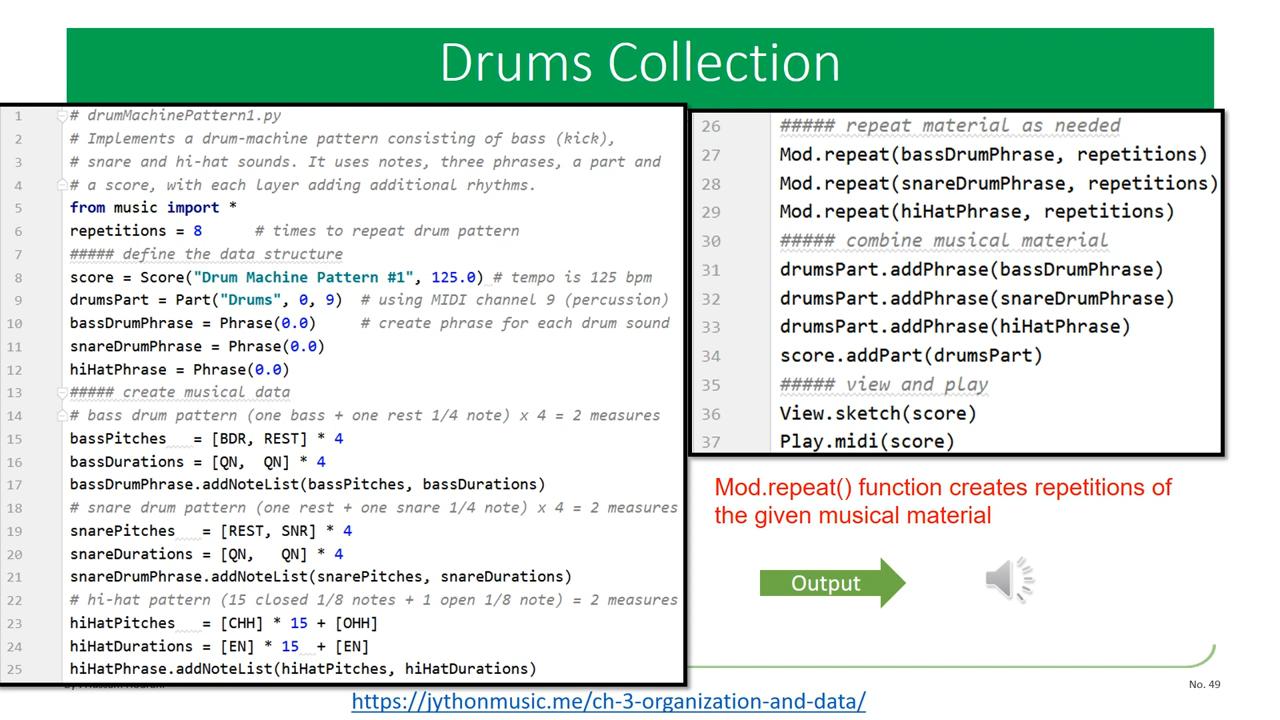 Drums Collection
1 # drumMachinePattern1.py
2 # Implements a drum-machine pattern consisting of bass (kick),
3 # snare and hi-hat sounds. It uses notes, three phrases, a part and
4 # a score, with each layer adding additional rhythms.
5 from music import *
6 repetitions = 8 # times to repeat drum pattern
7 ##### define the data structure
8 score = Score("Drum Machine Pattern #1", 125.0) # tempo is 125 bpm
9 drumsPart = Part("Drums", 0, 9) # using MIDI channel 9 (percussion)
10 bassDrumPhrase = Phrase(0.0) # create phrase for each drum sound
11 snareDrumPhrase = Phrase(0.0)
12 hiHatPhrase = Phrase(0.0)
13 ##### create musical data
14 # bass drum pattern (one bass + one rest 1/4 note) x 4 = 2 measures
15 bassPitches = [BDR, REST] * 4
16 bassDurations = [QN, QN] * 4
17 bassDrumPhrase.addNoteList(bassPitches, bassDurations)
18 # snare drum pattern (one rest + one snare 1/4 note) x 4 = 2 measures
19 snarePitches = [REST, SNR] * 4
20 snareDurations = [QN, QN] * 4
21 snareDrumPhrase.addNoteList(snarePitches, snareDurations)
22 # hi-hat pattern (15 closed 1/8 notes + 1 open 1/8 note) = 2 measures
23 hiHatPitches = [CHH] * 15 + [OHH]
24 hiHatDurations = [EN] * 15 + [EN]
25 hiHatPhrase.addNoteList(hiHatPitches, hiHatDurations)
26 ##### repeat material as needed
27 Mod.repeat(bassDrumPhrase, repetitions)
28 Mod.repeat(snareDrumPhrase, repetitions)
29 Mod.repeat(hiHatPhrase, repetitions)
30 ##### combine musical material
31 drumsPart.addPhrase(bassDrumPhrase)
32 drumsPart.addPhrase(snareDrumPhrase)
33 drumsPart.addPhrase(hiHatPhrase)
34 score.addPart(drumsPart)
35 ##### view and play
36 View.sketch(score)
37 Play.midi(score)
Mod.repeat() function creates repetitions of
the given musical material
Output
No. 49
https://jythonmusic.me/ch-3-organization-and-data/